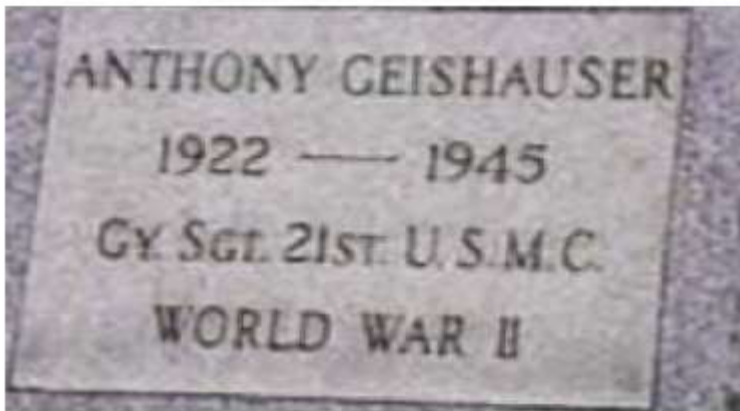 ANTHONY GEISHAUSER
1922 — 1945
GY. SGT. 21ST. U.S.M.C.
WORLD WAR II